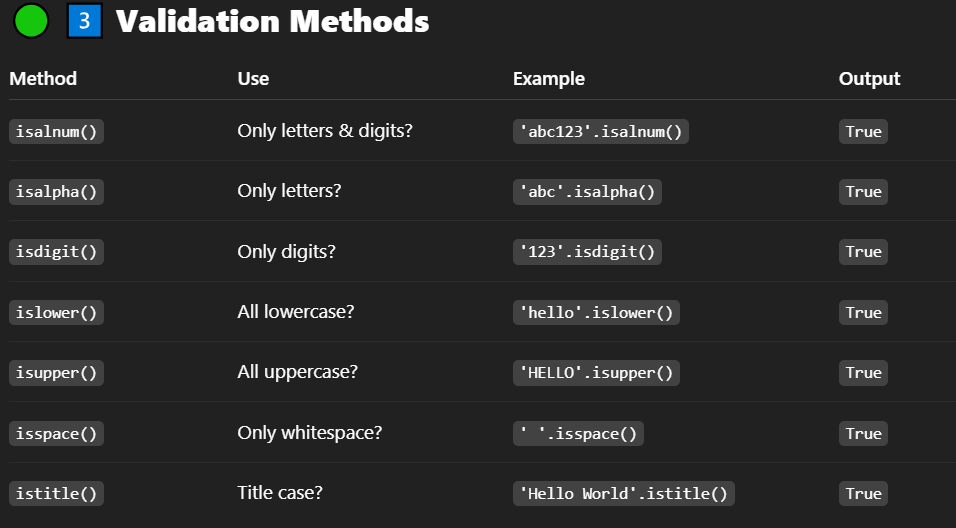 3 Validation Methods
Method Use Example Output
isalnum() Only letters & digits? 'abc123'.isalnum() True
isalpha() Only letters? 'abc'.isalpha() True
isdigit() Only digits? '123'.isdigit() True
islower() All lowercase? 'hello'.islower() True
isupper() All uppercase? 'HELLO'.isupper() True
isspace() Only whitespace? ' '.isspace() True
istitle() Title case? 'Hello World'.istitle() True